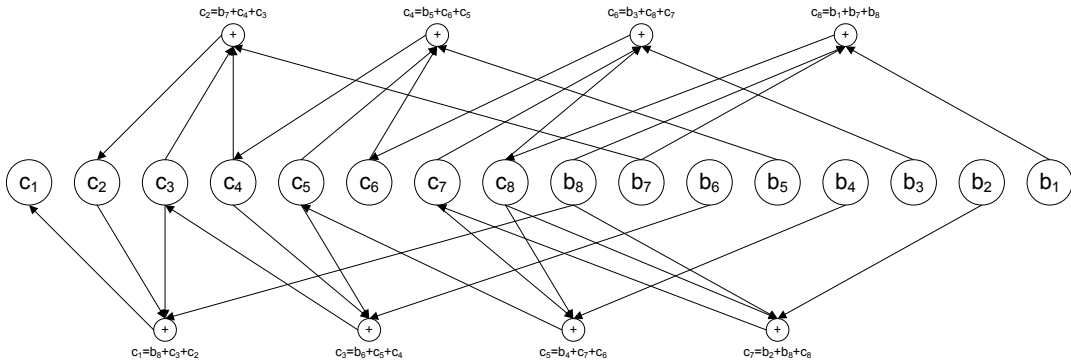 c₂=b₇+c₄+c₃ c₄=b₅+c₆+c₅ c₆=b₃+c₈+c₇ c₈=b₁+b₇+b₈
+ + + +
c₁ c₂ c₃ c₄ c₅ c₆ c₇ c₈ b₈ b₇ b₆ b₅ b₄ b₃ b₂ b₁
+ + + +
c₁=b₈+c₃+c₂ c₃=b₆+c₅+c₄ c₅=b₄+c₇+c₆ c₇=b₂+b₈+c₈